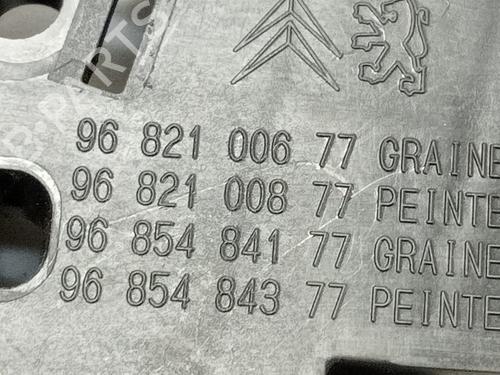 96 821 006 77 GRAINE
96 821 008 77 PEINTE
96 854 841 77 GRAINE
96 854 843 77 PEINTE